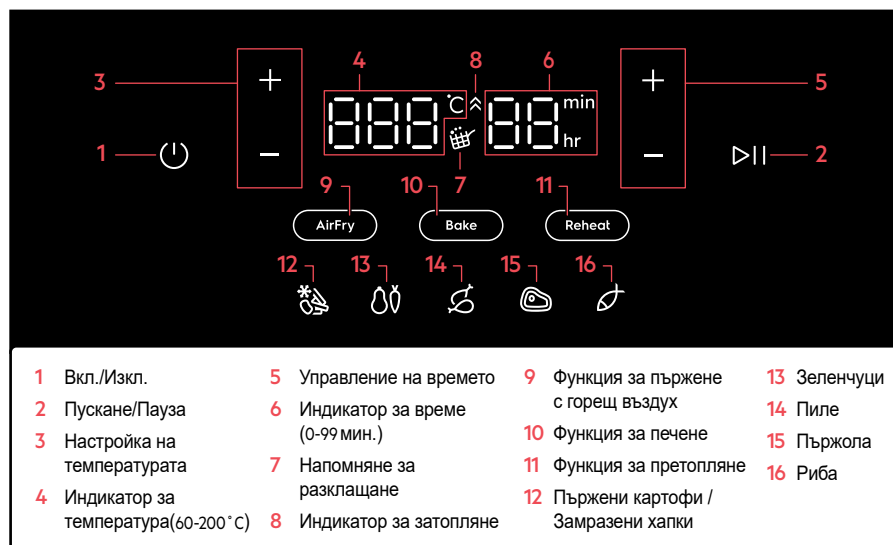 4 8 6
3 + °C min + 5
888 88
1 – hr – 2
7
9 10 11
AirFry Bake Reheat
12 13 14 15 16
1 Вкл./Изкл.
2 Пускане/Пауза
3 Настройка на
температурата
4 Индикатор за
температура(60-200˚C)
5 Управление на времето
6 Индикатор за време
(0-99 мин.)
7 Напомняне за
разклащане
8 Индикатор за затопляне
9 Функция за пържене
с горещ въздух
10 Функция за печене
11 Функция за претопляне
12 Пържени картофи /
Замразени хапки
13 Зеленчуци
14 Пиле
15 Пържола
16 Риба